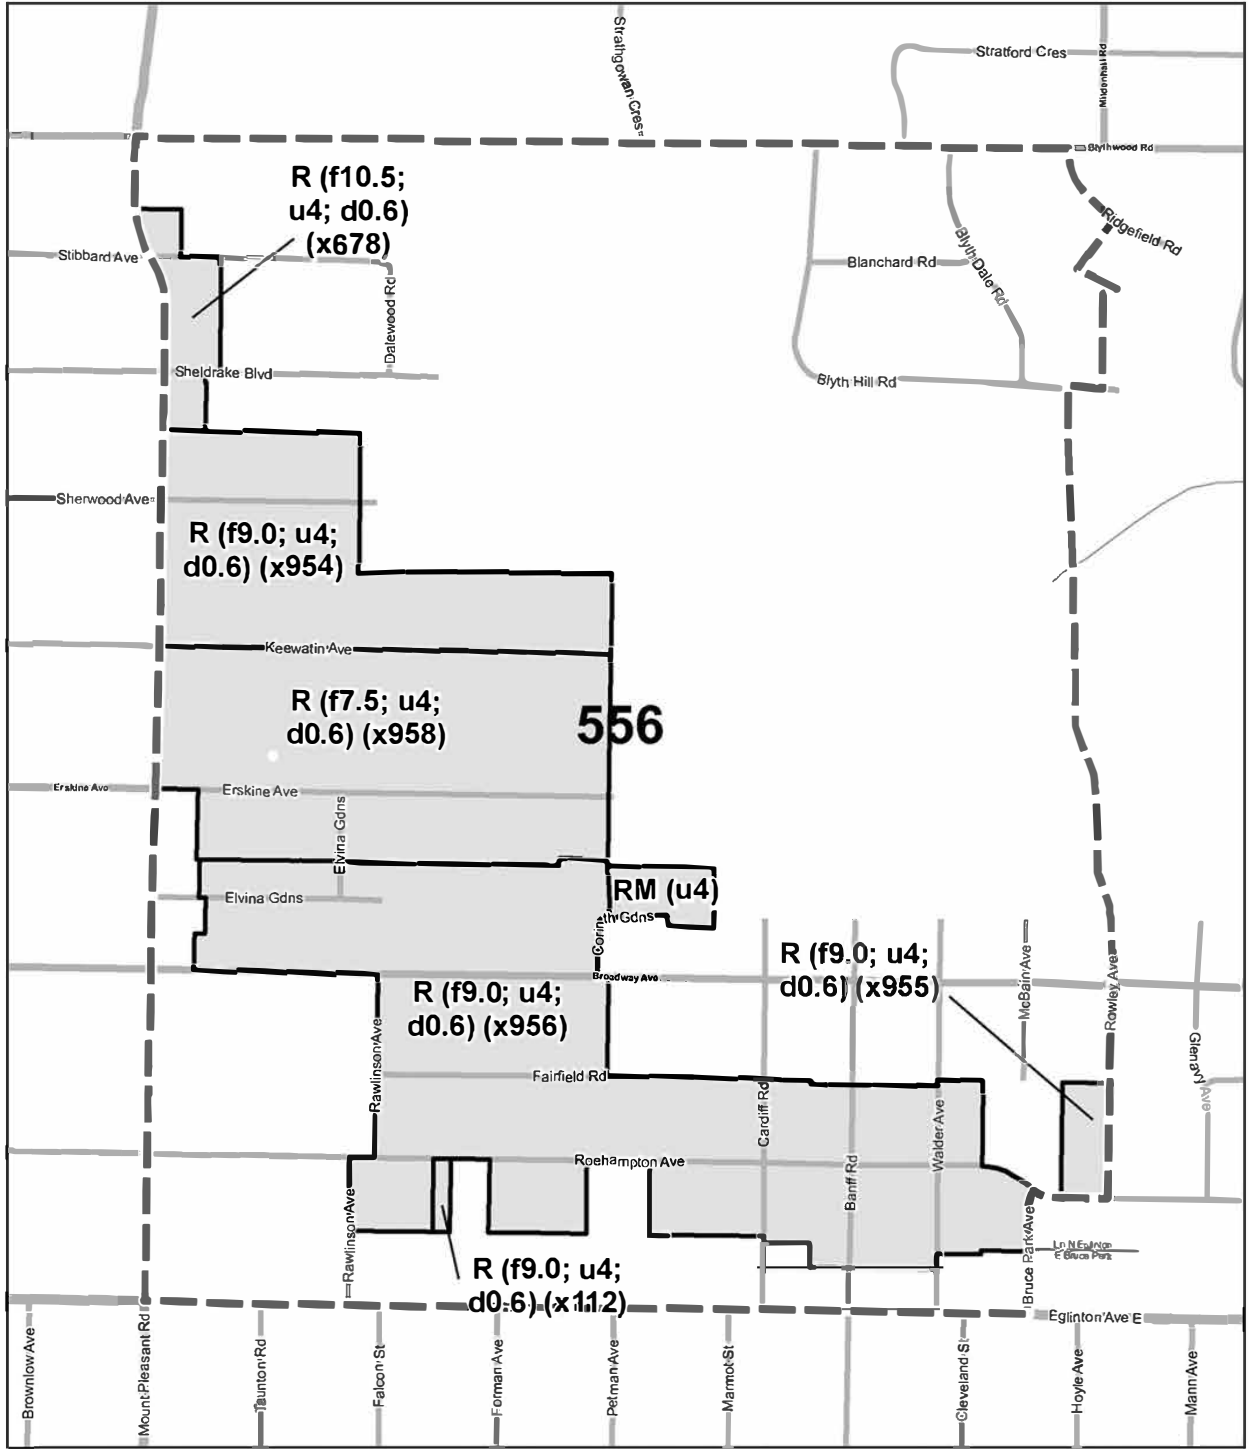 Strathgowan Cres
Stratford Cres
Mildenhall Rd
Blythwood Rd
R (f10.5;
u4; d0.6)
(x678)
Ridgefield Rd
Stibbard Ave
Blanchard Rd
Blyth Dale Rd
Dalewood Rd
Sheldrake Blvd
Blyth Hill Rd
Sherwood Ave
R (f9.0; u4;
d0.6) (x954)
Keewatin Ave
R (f7.5; u4;
d0.6) (x958)
556
Erskine Ave
Erskine Ave
Elvina Gdns
Elvina Gdns
RM (u4)
Corinth Gdns
R (f9.0; u4;
d0.6) (x955)
McBain Ave
Rowley Ave
Broadway Ave
R (f9.0; u4;
d0.6) (x956)
Glenavy Ave
Rawlinson Ave
Fairfield Rd
Cardiff Rd
Walder Ave
Roehampton Ave
Banff Rd
Rawlinson Ave
Bruce Park Ave
Ln N Eglinton
E Bruce Park
R (f9.0; u4;
d0.6) (x112)
Eglinton Ave E
Brownlow Ave
Mount Pleasant Rd
Taunton Rd
Falcon St
Forman Ave
Petman Ave
Marmot St
Cleveland St
Hoyle Ave
Mann Ave